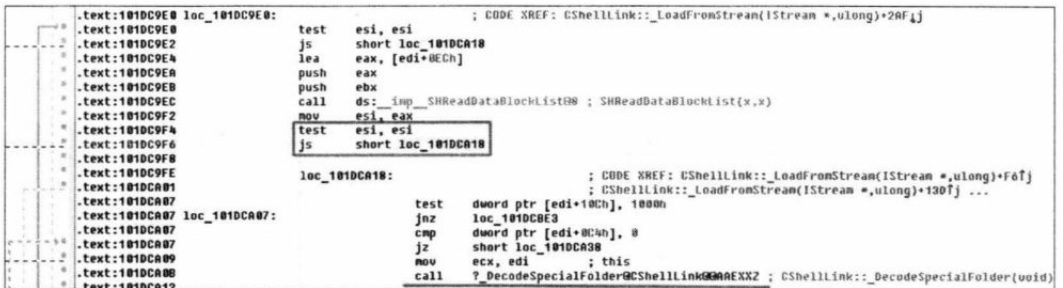 .text:101DC9E0 loc_101DC9E0: ; CODE XREF: CShellLink::_LoadFromStream(IStream *,ulong)+2AF↓j
.text:101DC9E0 test esi, esi
.text:101DC9E2 js short loc_101DCA18
.text:101DC9E4 lea eax, [edi+0ECh]
.text:101DC9EA push eax
.text:101DC9EB push ebx
.text:101DC9EC call ds:__imp__SHReadDataBlockList@8 ; SHReadDataBlockList(x,x)
.text:101DC9F2 mov esi, eax
.text:101DC9F4 test esi, esi
.text:101DC9F6 js short loc_101DCA18
.text:101DC9F8
.text:101DC9FE loc_101DCA18: ; CODE XREF: CShellLink::_LoadFromStream(IStream *,ulong)+F6↑j
.text:101DCA01 ; CShellLink::_LoadFromStream(IStream *,ulong)+13D↑j ...
.text:101DCA07 test dword ptr [edi+10Ch], 1000h
.text:101DCA07 loc_101DCA07: jnz loc_101DCBE3
.text:101DCA07 cmp dword ptr [edi+0C4h], 0
.text:101DCA07 jz short loc_101DCA38
.text:101DCA09 mov ecx, edi ; this
.text:101DCA0B call ?_DecodeSpecialFolder@CShellLink@@AAEXXZ ; CShellLink::_DecodeSpecialFolder(void)
.text:101DCA12